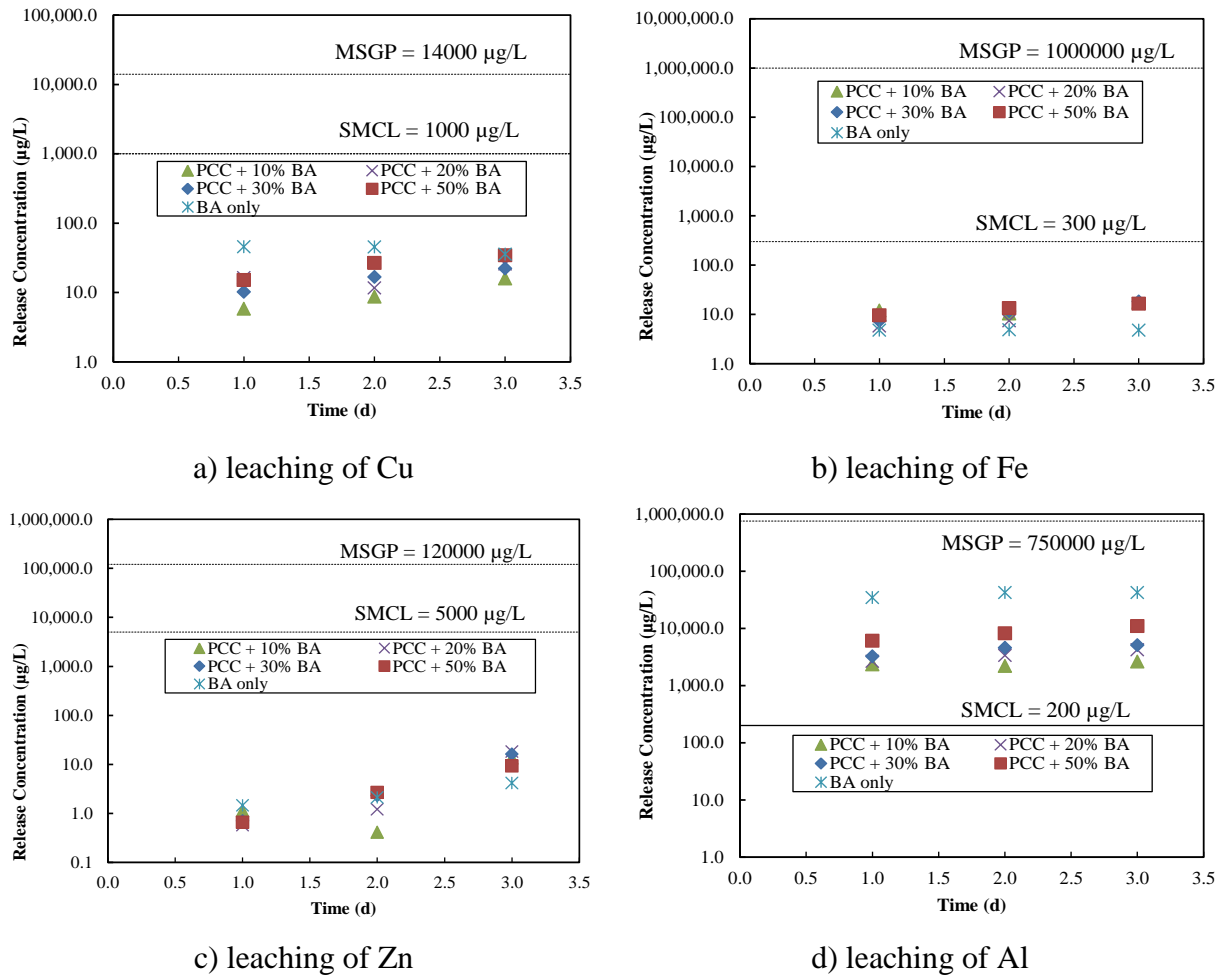 100,000.0
10,000.0
1,000.0
100.0
10.0
1.0
Release Concentration (µg/L)
MSGP = 14000 µg/L
SMCL = 1000 µg/L
PCC + 10% BA
PCC + 20% BA
PCC + 30% BA
PCC + 50% BA
BA only
0.0 0.5 1.0 1.5 2.0 2.5 3.0 3.5
Time (d)
a) leaching of Cu
10,000,000.0
1,000,000.0
100,000.0
10,000.0
1,000.0
100.0
10.0
1.0
Release Concentration (µg/L)
MSGP = 1000000 µg/L
PCC + 10% BA
PCC + 20% BA
PCC + 30% BA
PCC + 50% BA
BA only
SMCL = 300 µg/L
0.0 0.5 1.0 1.5 2.0 2.5 3.0 3.5
Time (d)
b) leaching of Fe
1,000,000.0
100,000.0
10,000.0
1,000.0
100.0
10.0
1.0
0.1
Release Concentration (µg/L)
MSGP = 120000 µg/L
SMCL = 5000 µg/L
PCC + 10% BA
PCC + 20% BA
PCC + 30% BA
PCC + 50% BA
BA only
0.0 0.5 1.0 1.5 2.0 2.5 3.0 3.5
Time (d)
c) leaching of Zn
1,000,000.0
100,000.0
10,000.0
1,000.0
100.0
10.0
1.0
Release Concentration (µg/L)
MSGP = 750000 µg/L
SMCL = 200 µg/L
PCC + 10% BA
PCC + 20% BA
PCC + 30% BA
PCC + 50% BA
BA only
0.0 0.5 1.0 1.5 2.0 2.5 3.0 3.5
Time (d)
d) leaching of Al